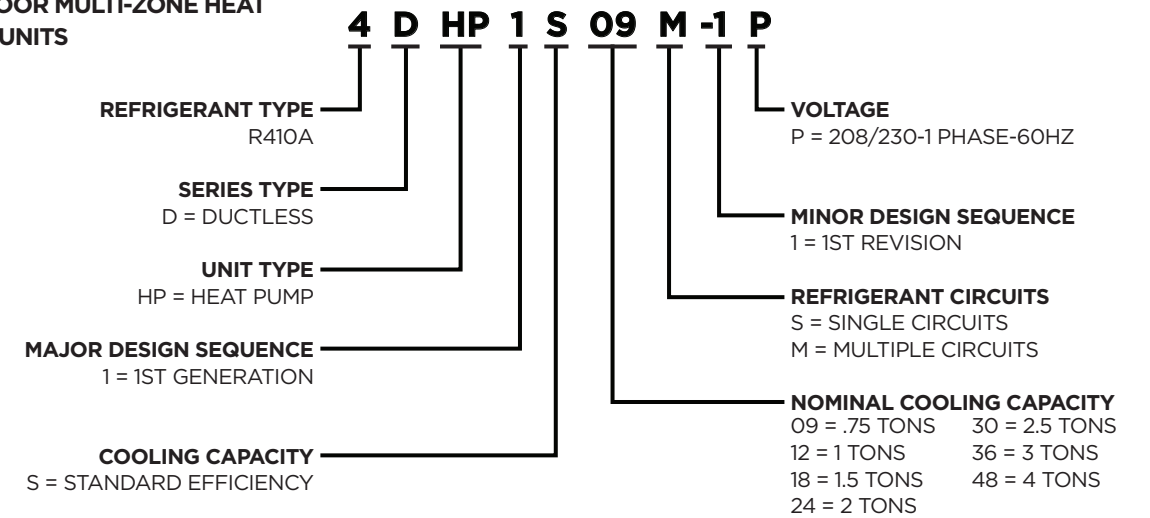 HEAT
UNITS
4 D HP 1 S 09 M -1 P
REFRIGERANT TYPE
R410A
SERIES TYPE
D = DUCTLESS
UNIT TYPE
HP = HEAT PUMP
MAJOR DESIGN SEQUENCE
1 = 1ST GENERATION
COOLING CAPACITY
S = STANDARD EFFICIENCY
VOLTAGE
P = 208/230-1 PHASE-60HZ
MINOR DESIGN SEQUENCE
1 = 1ST REVISION
REFRIGERANT CIRCUITS
S = SINGLE CIRCUITS
M = MULTIPLE CIRCUITS
NOMINAL COOLING CAPACITY
09 = .75 TONS 30 = 2.5 TONS
12 = 1 TONS 36 = 3 TONS
18 = 1.5 TONS 48 = 4 TONS
24 = 2 TONS